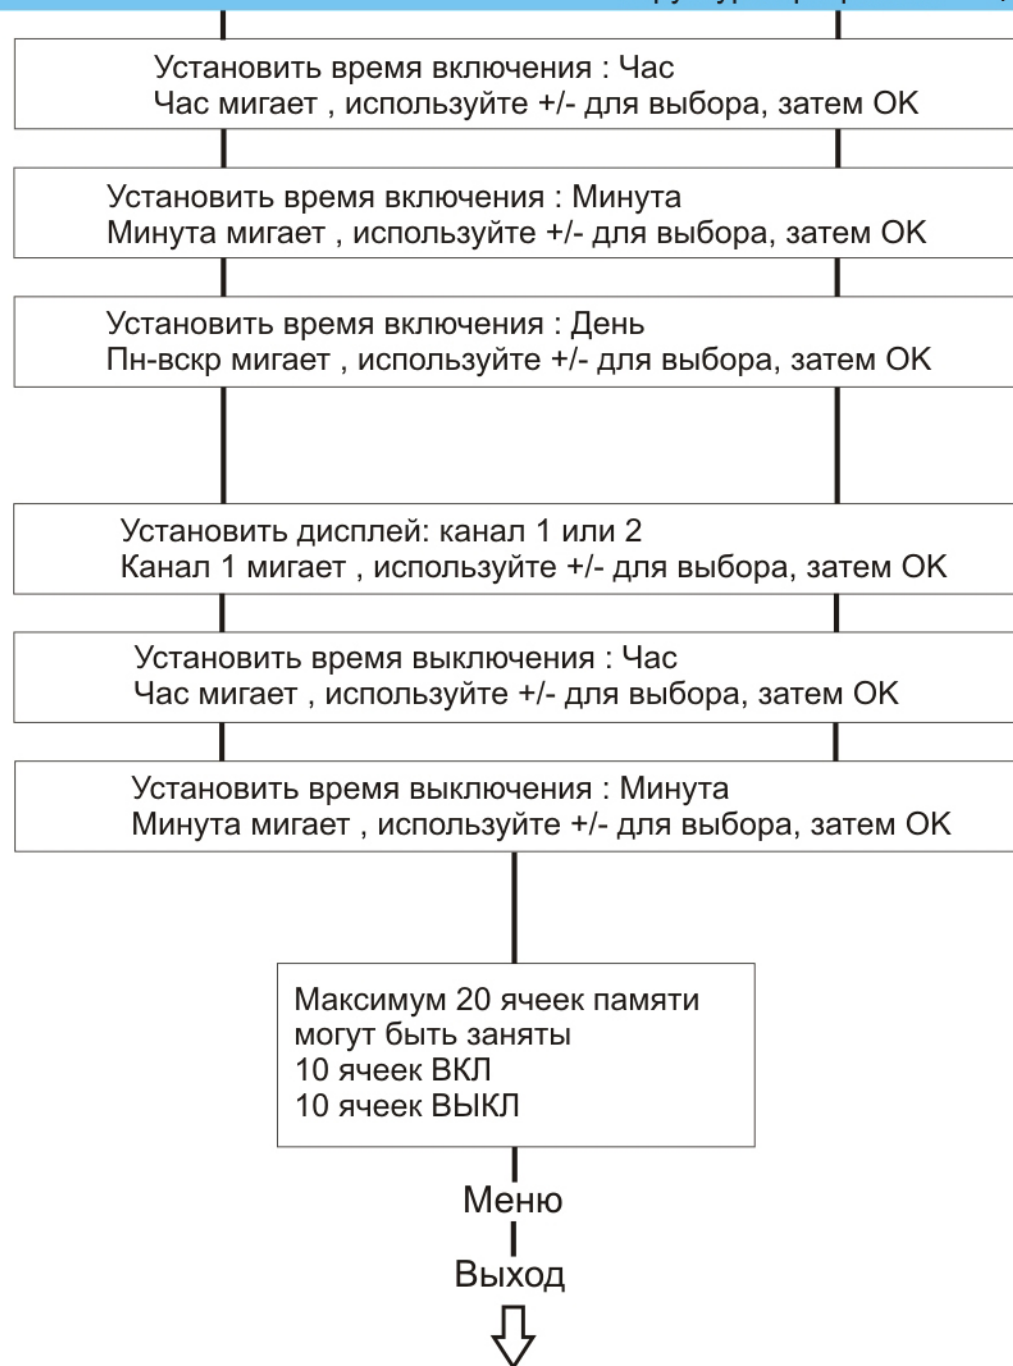 Установить время включения : Час
Час мигает , используйте +/- для выбора, затем OK
Установить время включения : Минута
Минута мигает , используйте +/- для выбора, затем OK
Установить время включения : День
Пн-вскр мигает , используйте +/- для выбора, затем OK
Установить дисплей: канал 1 или 2
Канал 1 мигает , используйте +/- для выбора, затем OK
Установить время выключения : Час
Час мигает , используйте +/- для выбора, затем OK
Установить время выключения : Минута
Минута мигает , используйте +/- для выбора, затем OK
Максимум 20 ячеек памяти
могут быть заняты
10 ячеек ВКЛ
10 ячеек ВЫКЛ
Меню
Выход